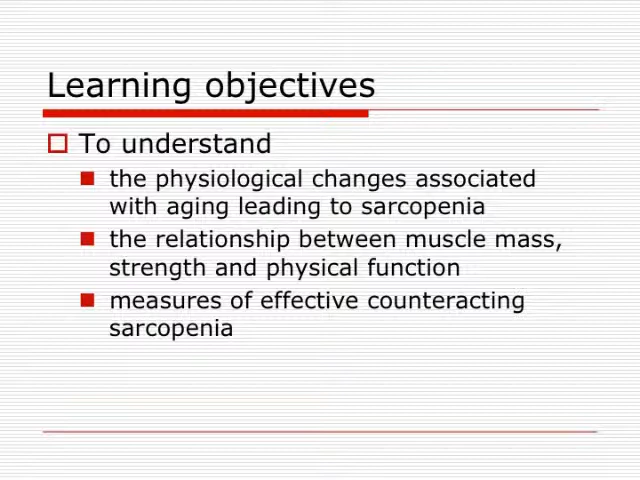 Learning objectives
To understand
the physiological changes associated
with aging leading to sarcopenia
the relationship between muscle mass,
strength and physical function
measures of effective counteracting
sarcopenia